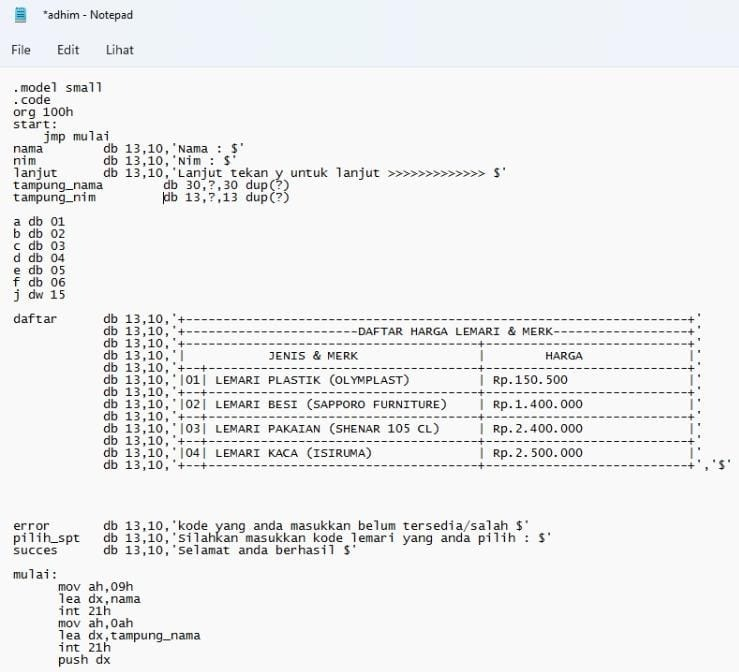 *adhim - Notepad
File Edit Lihat
.model small
.code
org 100h
start:
    jmp mulai
nama        db 13,10,'Nama : $'
nim         db 13,10,'Nim : $'
lanjut      db 13,10,'Lanjut tekan y untuk lanjut >>>>>>>>>>>>> $'
tampung_nama        db 30,?,30 dup(?)
tampung_nim         db 13,?,13 dup(?)
a db 01
b db 02
c db 03
d db 04
e db 05
f db 06
j dw 15
daftar      db 13,10,'+-------------------------------------------------------------------+'
            db 13,10,'+-----------------------DAFTAR HARGA LEMARI & MERK------------------+'
            db 13,10,'+---------------------------------------+---------------------------+'
            db 13,10,'|           JENIS & MERK                |        HARGA              |'
            db 13,10,'+--+------------------------------------+---------------------------+'
            db 13,10,'|01| LEMARI PLASTIK (OLYMPLAST)         | Rp.150.500                |'
            db 13,10,'+--+------------------------------------+---------------------------+'
            db 13,10,'|02| LEMARI BESI (SAPPORO FURNITURE)    | Rp.1.400.000              |'
            db 13,10,'+--+------------------------------------+---------------------------+'
            db 13,10,'|03| LEMARI PAKAIAN (SHENAR 105 CL)     | Rp.2.400.000              |'
            db 13,10,'+--+------------------------------------+---------------------------+'
            db 13,10,'|04| LEMARI KACA (ISIRUMA)              | Rp.2.500.000              |'
            db 13,10,'+--+------------------------------------+---------------------------+','$'
error       db 13,10,'kode yang anda masukkan belum tersedia/salah $'
pilih_spt   db 13,10,'Silahkan masukkan kode lemari yang anda pilih : $'
succes      db 13,10,'Selamat anda berhasil $'
mulai:
      mov ah,09h
      lea dx,nama
      int 21h
      mov ah,0ah
      lea dx,tampung_nama
      int 21h
      push dx